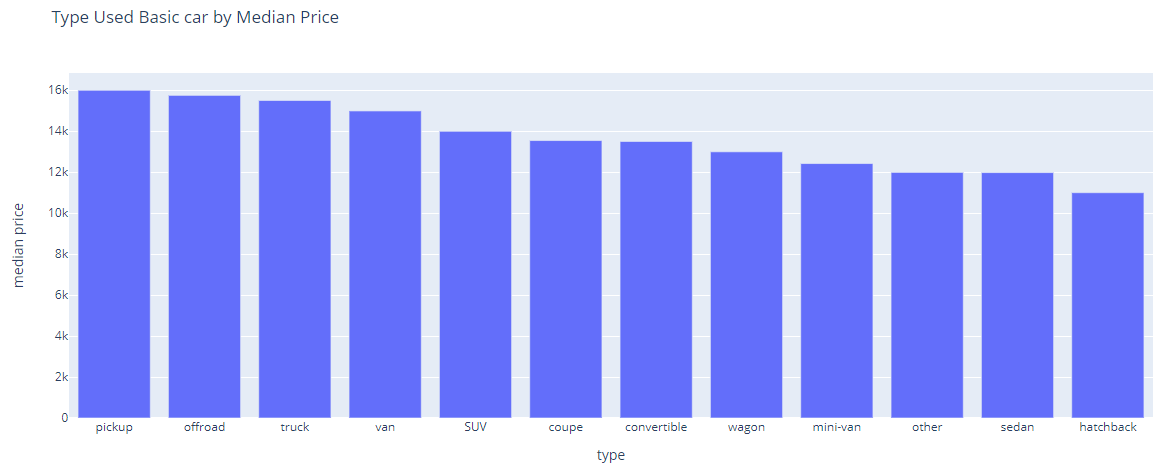 Type Used Basic car by Median Price
16k
14k
12k
10k
8k
6k
4k
2k
0
median price
pickup offroad truck van SUV coupe convertible wagon mini-van other sedan hatchback
type